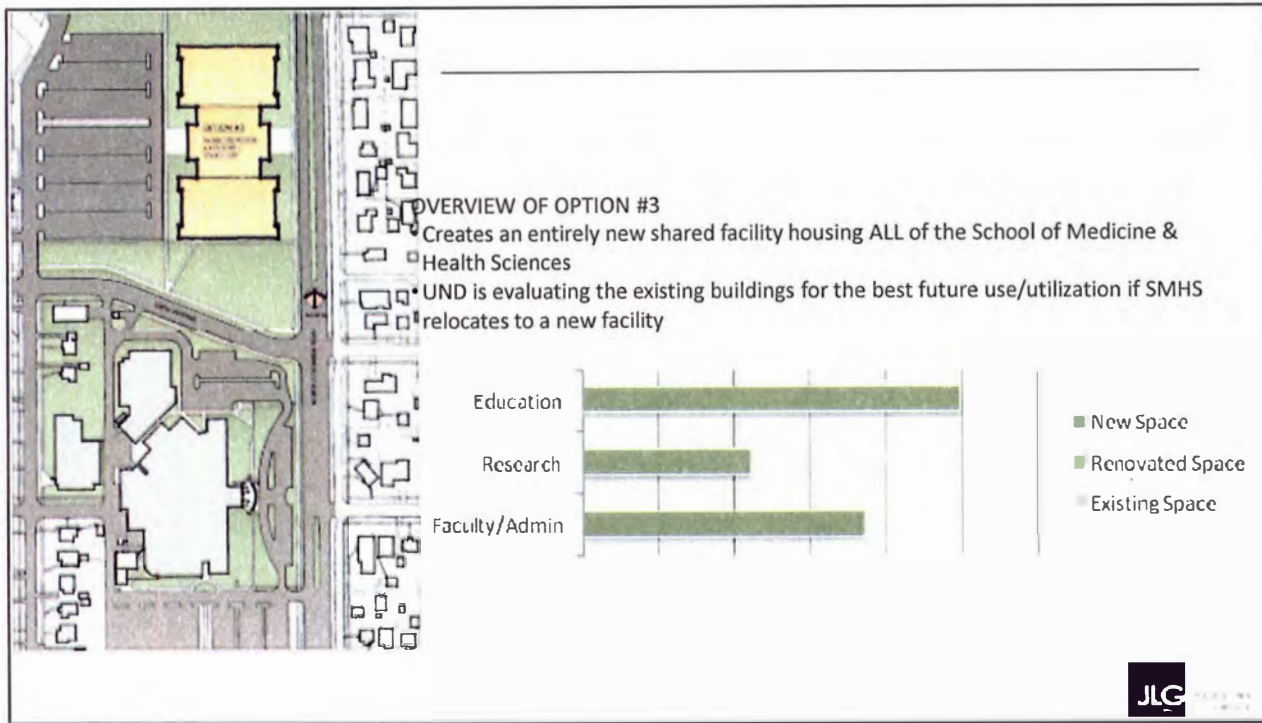 OPTION #3
OVERVIEW OF OPTION #3
• Creates an entirely new shared facility housing ALL of the School of Medicine &
Health Sciences
• UND is evaluating the existing buildings for the best future use/utilization if SMHS
relocates to a new facility
Education
Research
Faculty/Admin
New Space
Renovated Space
Existing Space
JLG